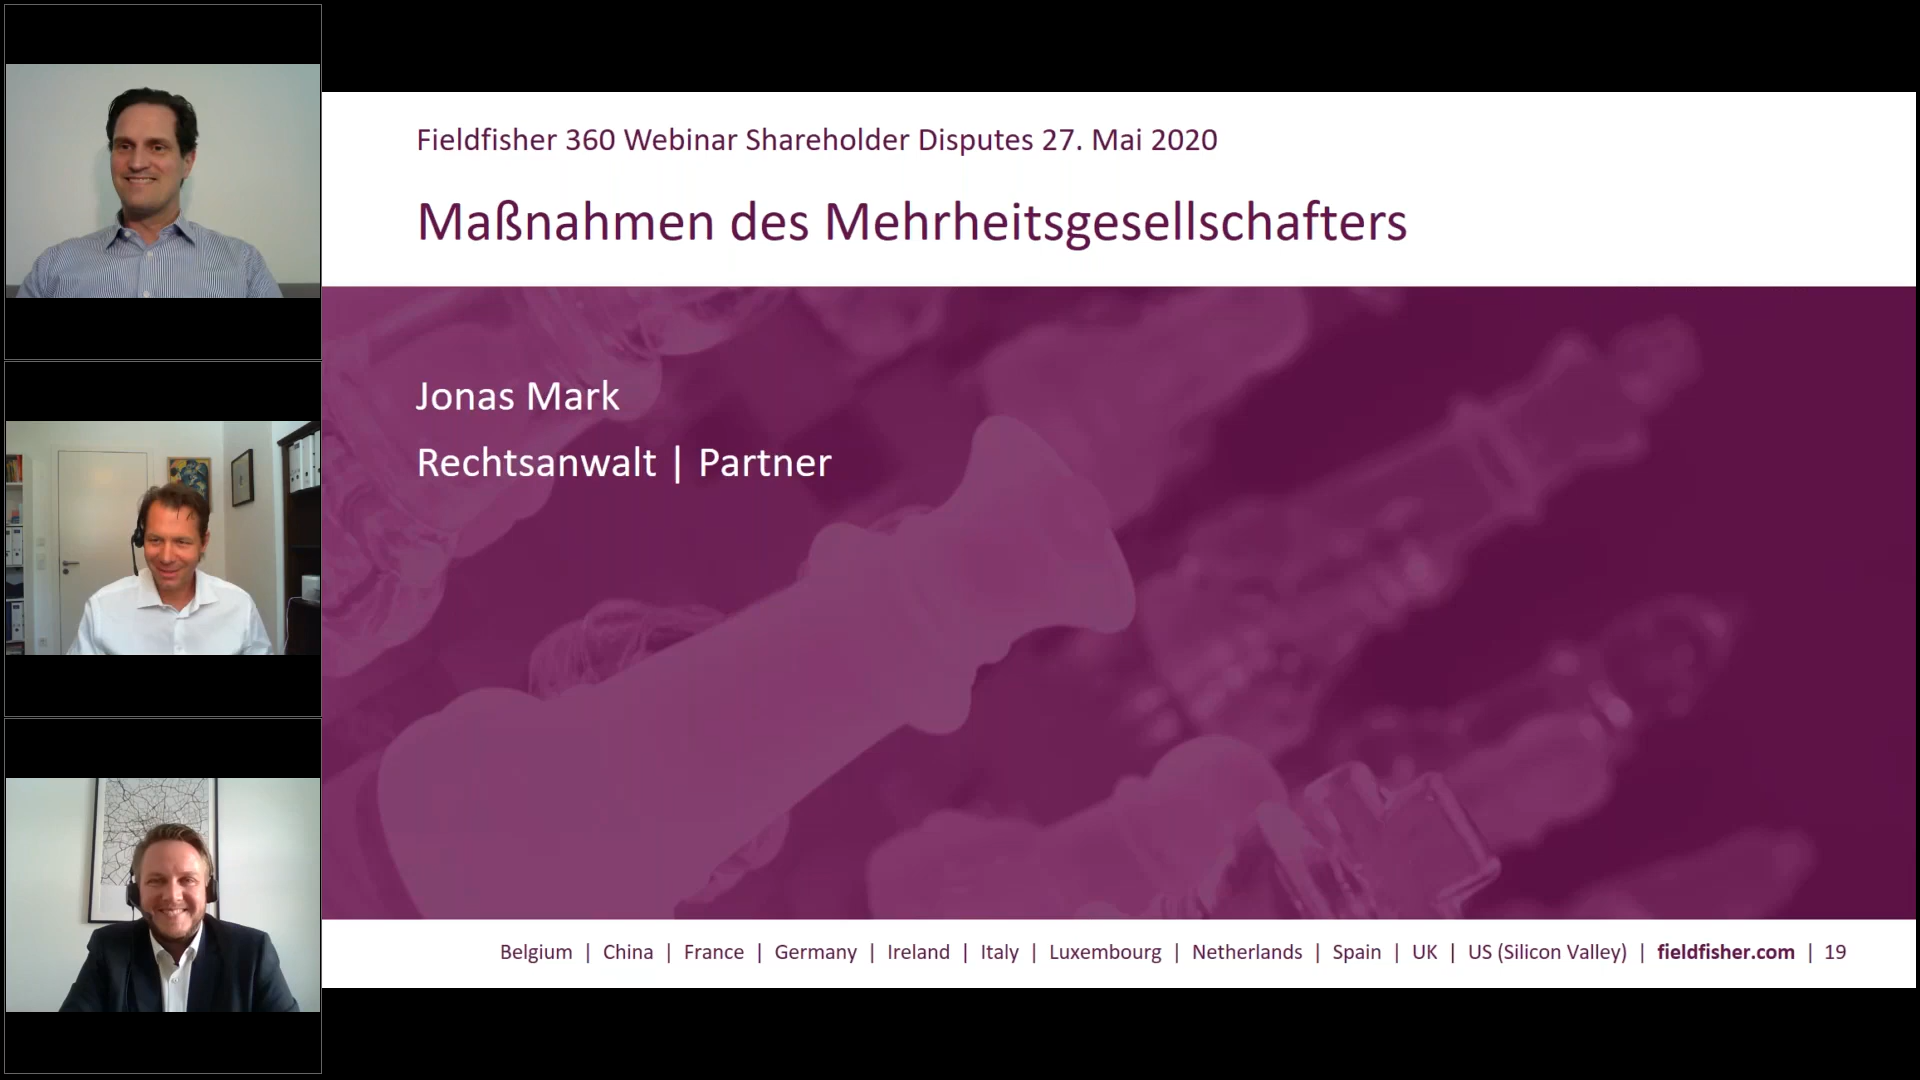 Fieldfisher 360 Webinar Shareholder Disputes 27. Mai 2020
Maßnahmen des Mehrheitsgesellschafters
Jonas Mark
Rechtsanwalt | Partner
Belgium | China | France | Germany | Ireland | Italy | Luxembourg | Netherlands | Spain | UK | US (Silicon Valley) | fieldfisher.com | 19